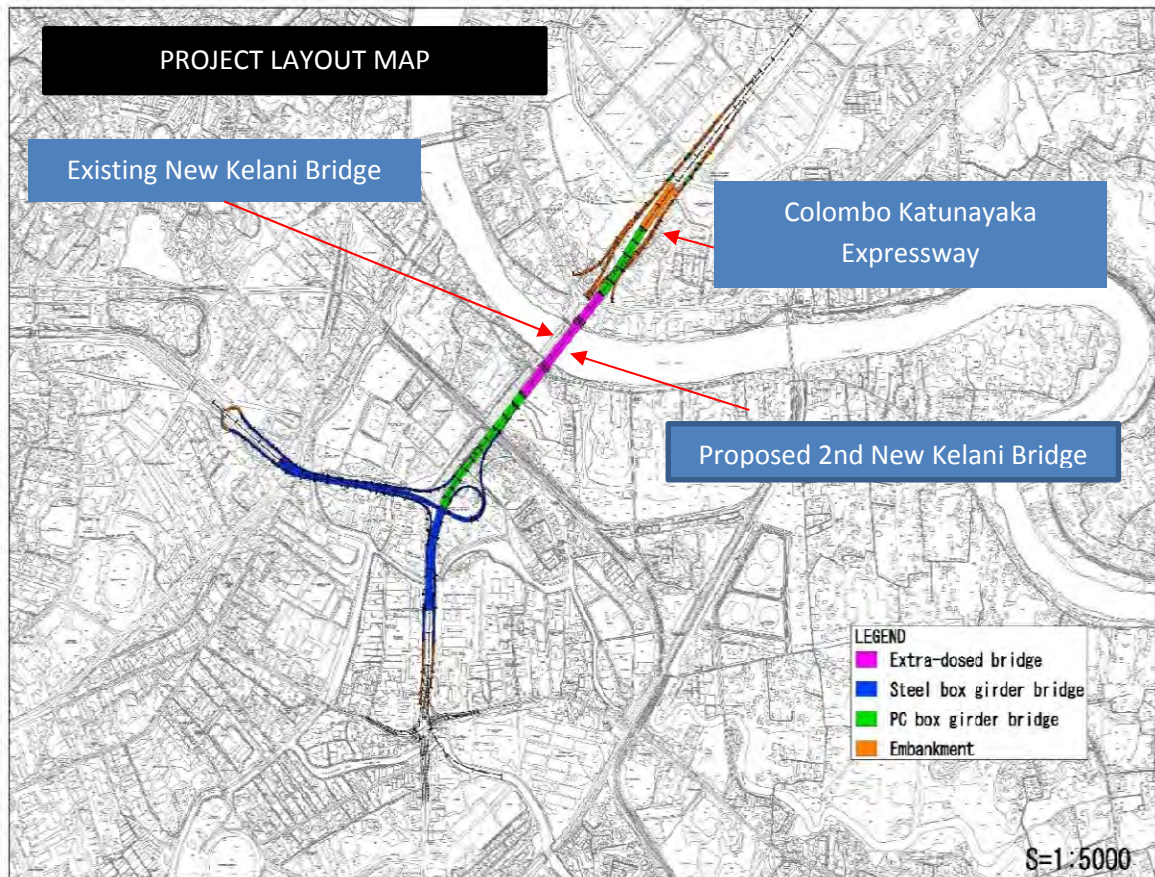 PROJECT LAYOUT MAP
Existing New Kelani Bridge
Colombo Katunayaka
Expressway
Proposed 2nd New Kelani Bridge
LEGEND
Extra-dosed bridge
Steel box girder bridge
PC box girder bridge
Embankment
S=1:5000